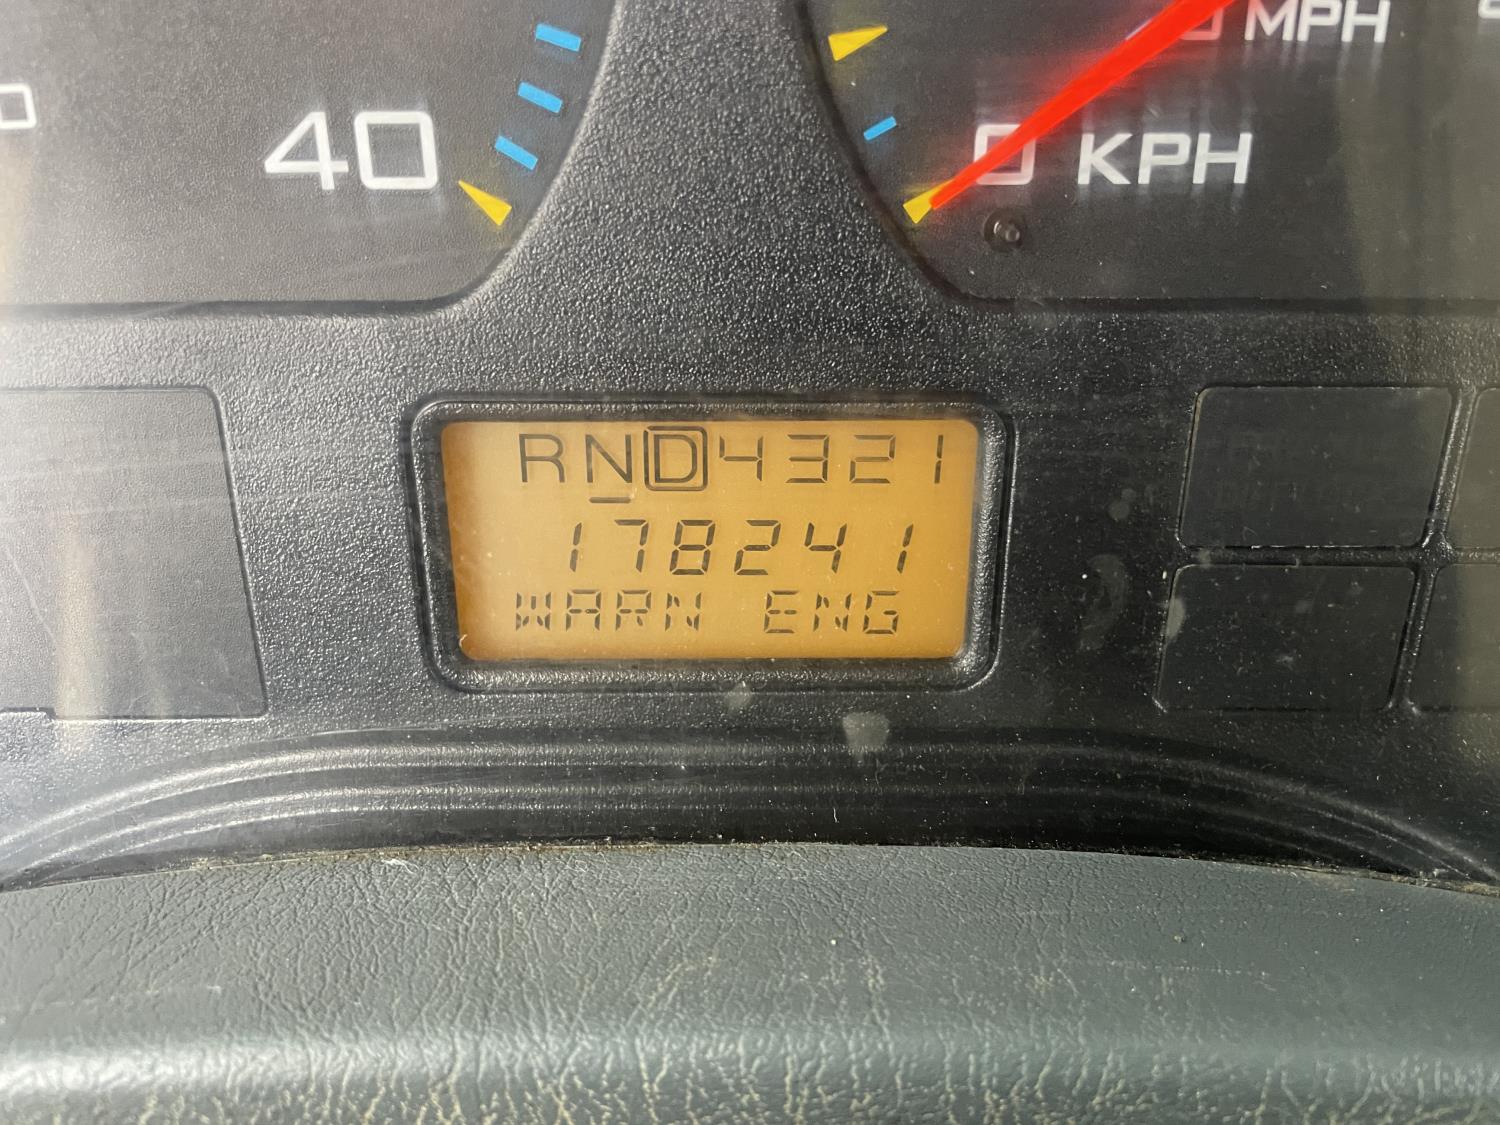 MPH
40
0 KPH
RND4321
178241
WARN ENG